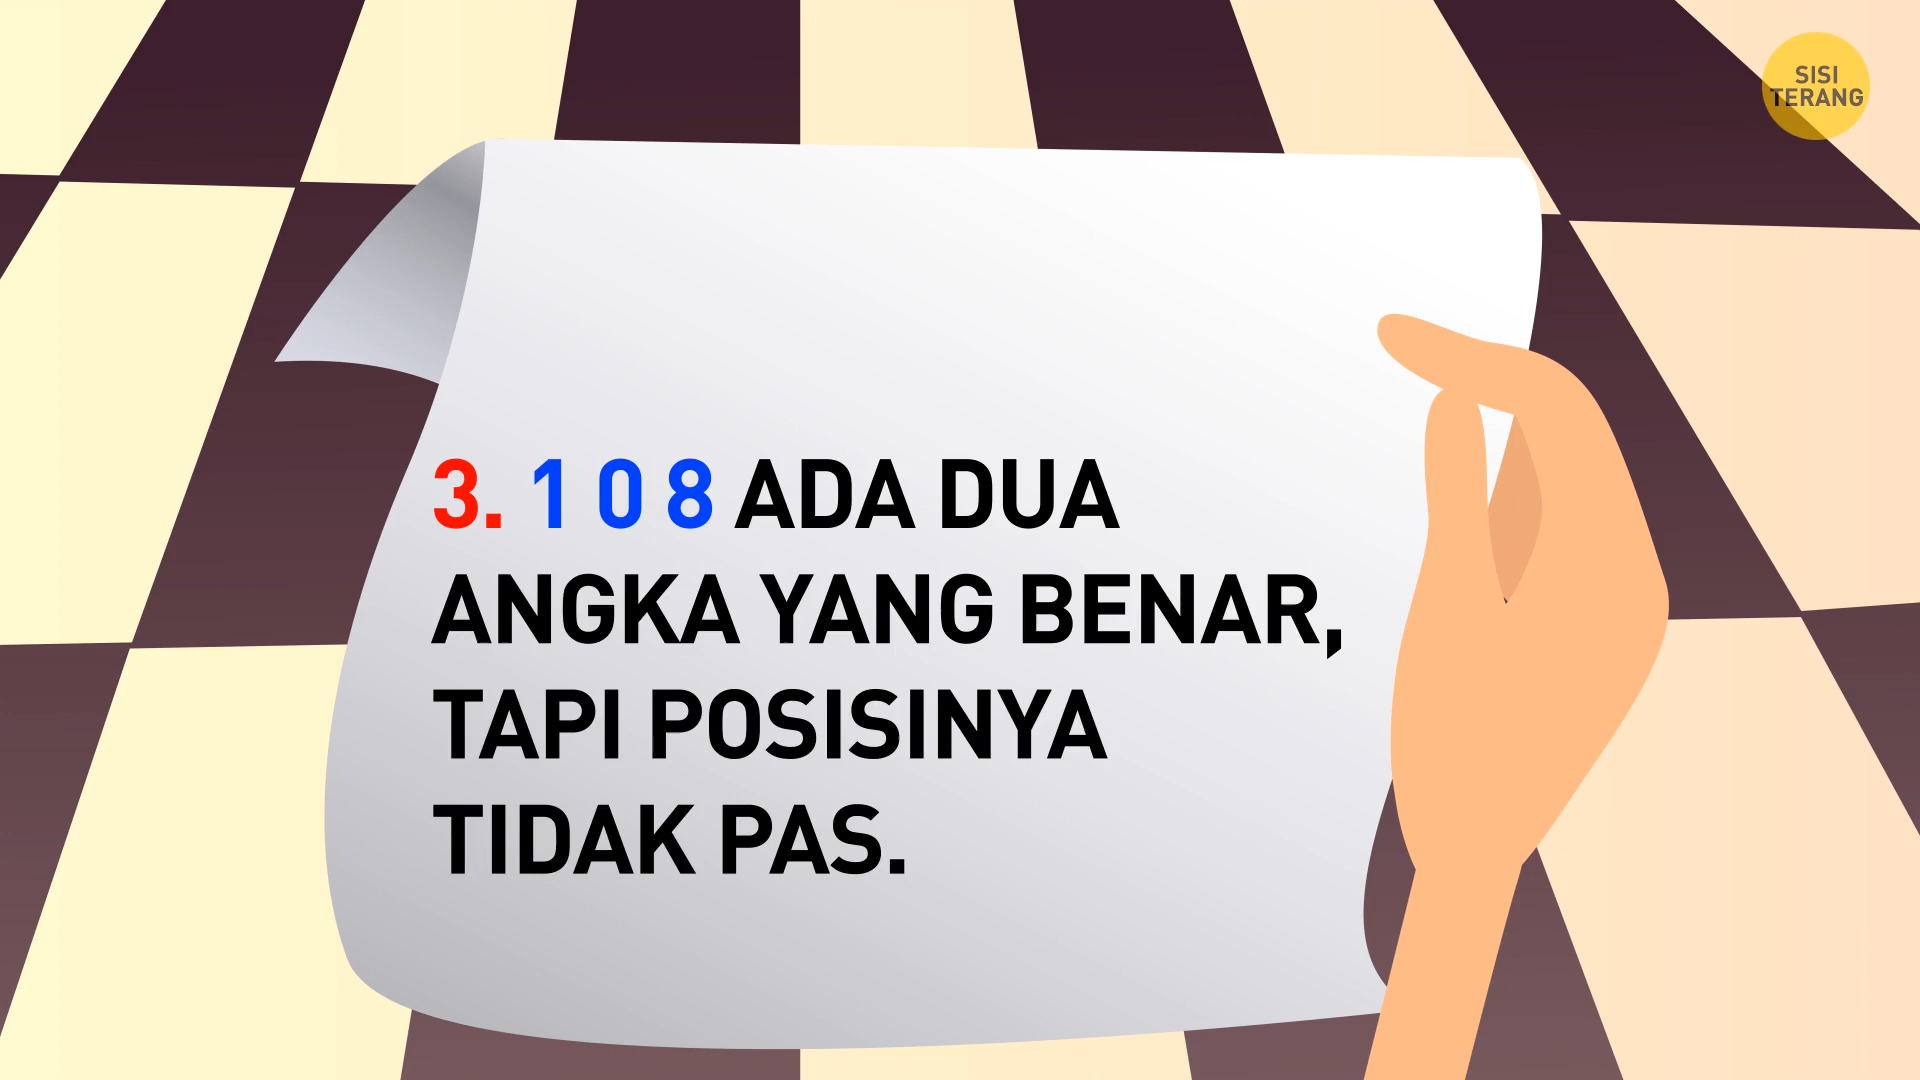 SISI
TERANG
3. 1 0 8 ADA DUA
ANGKA YANG BENAR,
TAPI POSISINYA
TIDAK PAS.